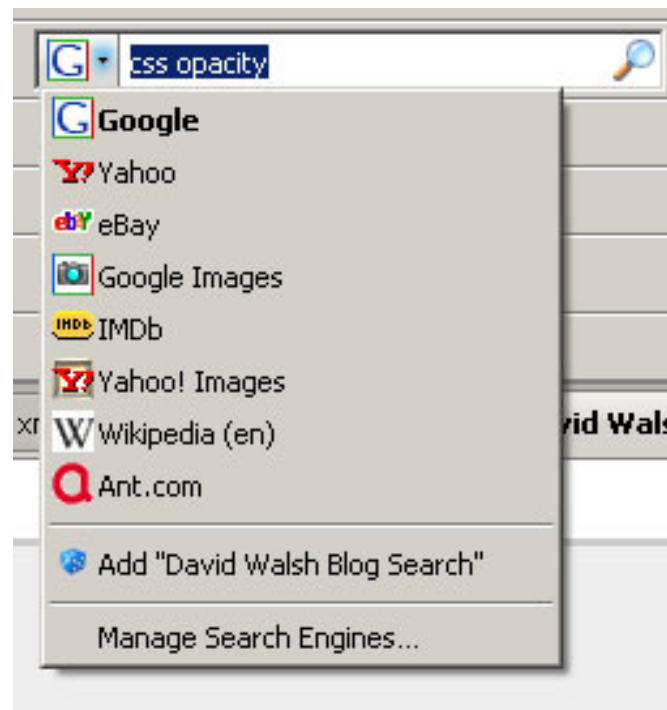 css opacity
Google
Yahoo
eBay
Google Images
IMDb
Yahoo! Images
Wikipedia (en)
Ant.com
Add "David Walsh Blog Search"
Manage Search Engines...